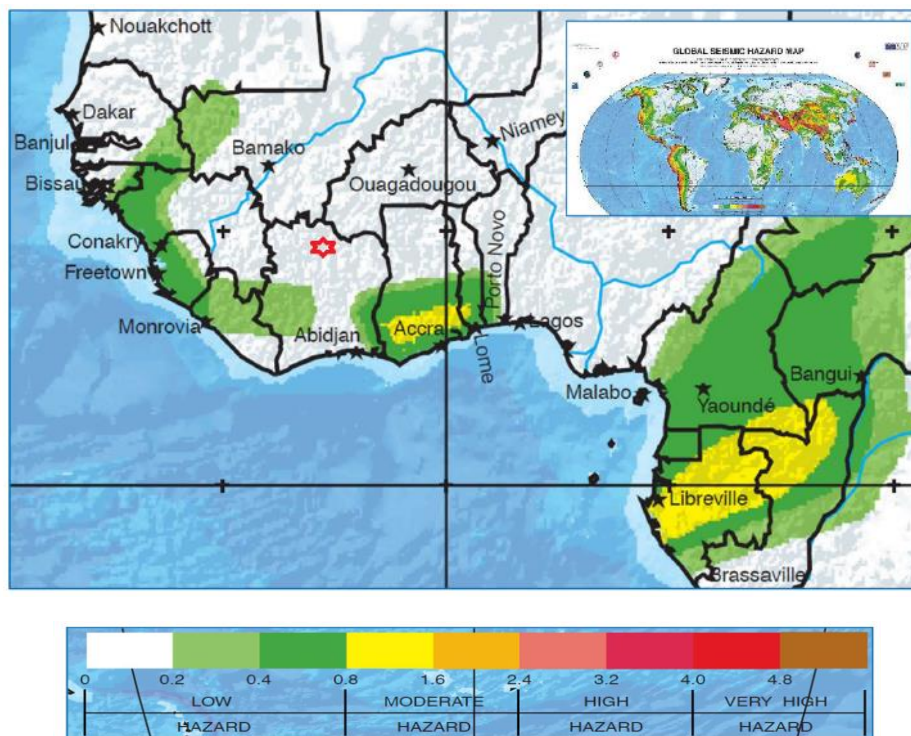 Nouakchott
GLOBAL SEISMIC HAZARD MAP
Dakar
Banjul
Bamako
Niamey
Bissau
Ouagadougou
Conakry
Porto Novo
Freetown
Monrovia
Abidjan
Accra
Lagos
Lome
Malabo
Bangui
Yaoundé
Libreville
Brassaville
0 0.2 0.4 0.8 1.6 2.4 3.2 4.0 4.8
LOW MODERATE HIGH VERY HIGH
HAZARD HAZARD HAZARD HAZARD